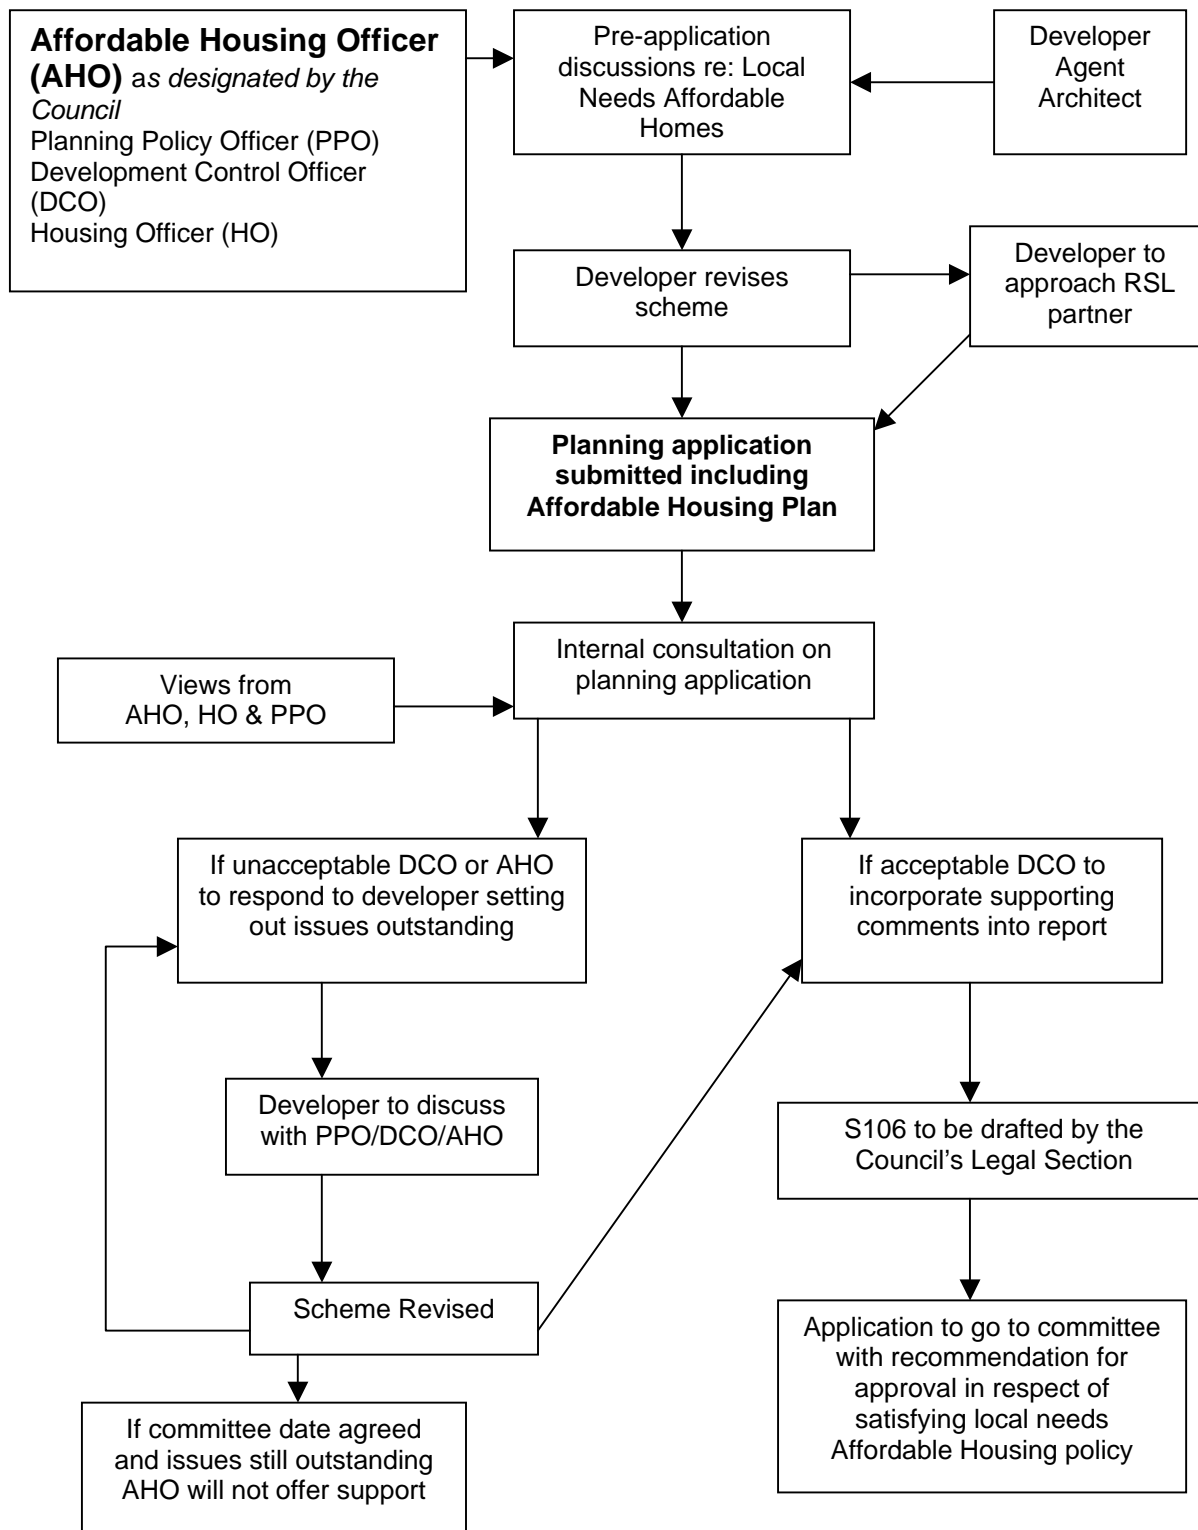 Affordable Housing Officer
(AHO) as designated by the
Council
Planning Policy Officer (PPO)
Development Control Officer
(DCO)
Housing Officer (HO)
Pre-application
discussions re: Local
Needs Affordable
Homes
Developer
Agent
Architect
Developer revises
scheme
Developer to
approach RSL
partner
Planning application
submitted including
Affordable Housing Plan
Internal consultation on
planning application
Views from
AHO, HO & PPO
If unacceptable DCO or AHO
to respond to developer setting
out issues outstanding
If acceptable DCO to
incorporate supporting
comments into report
Developer to discuss
with PPO/DCO/AHO
S106 to be drafted by the
Council's Legal Section
Scheme Revised
Application to go to committee
with recommendation for
approval in respect of
satisfying local needs
Affordable Housing policy
If committee date agreed
and issues still outstanding
AHO will not offer support